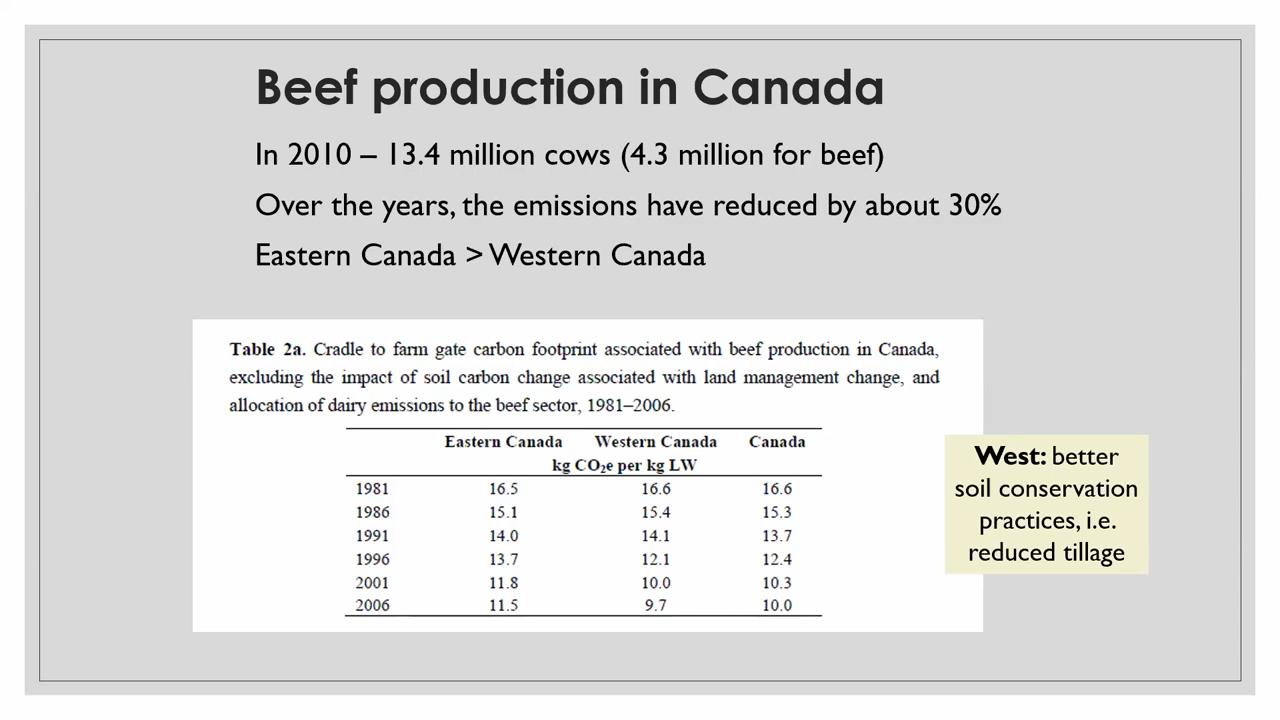 Beef production in Canada
In 2010 – 13.4 million cows (4.3 million for beef)
Over the years, the emissions have reduced by about 30%
Eastern Canada > Western Canada
Table 2a. Cradle to farm gate carbon footprint associated with beef production in Canada,
excluding the impact of soil carbon change associated with land management change, and
allocation of dairy emissions to the beef sector, 1981–2006.
Eastern Canada Western Canada Canada
kg CO₂e per kg LW
1981 16.5 16.6 16.6
1986 15.1 15.4 15.3
1991 14.0 14.1 13.7
1996 13.7 12.1 12.4
2001 11.8 10.0 10.3
2006 11.5 9.7 10.0
West: better
soil conservation
practices, i.e.
reduced tillage